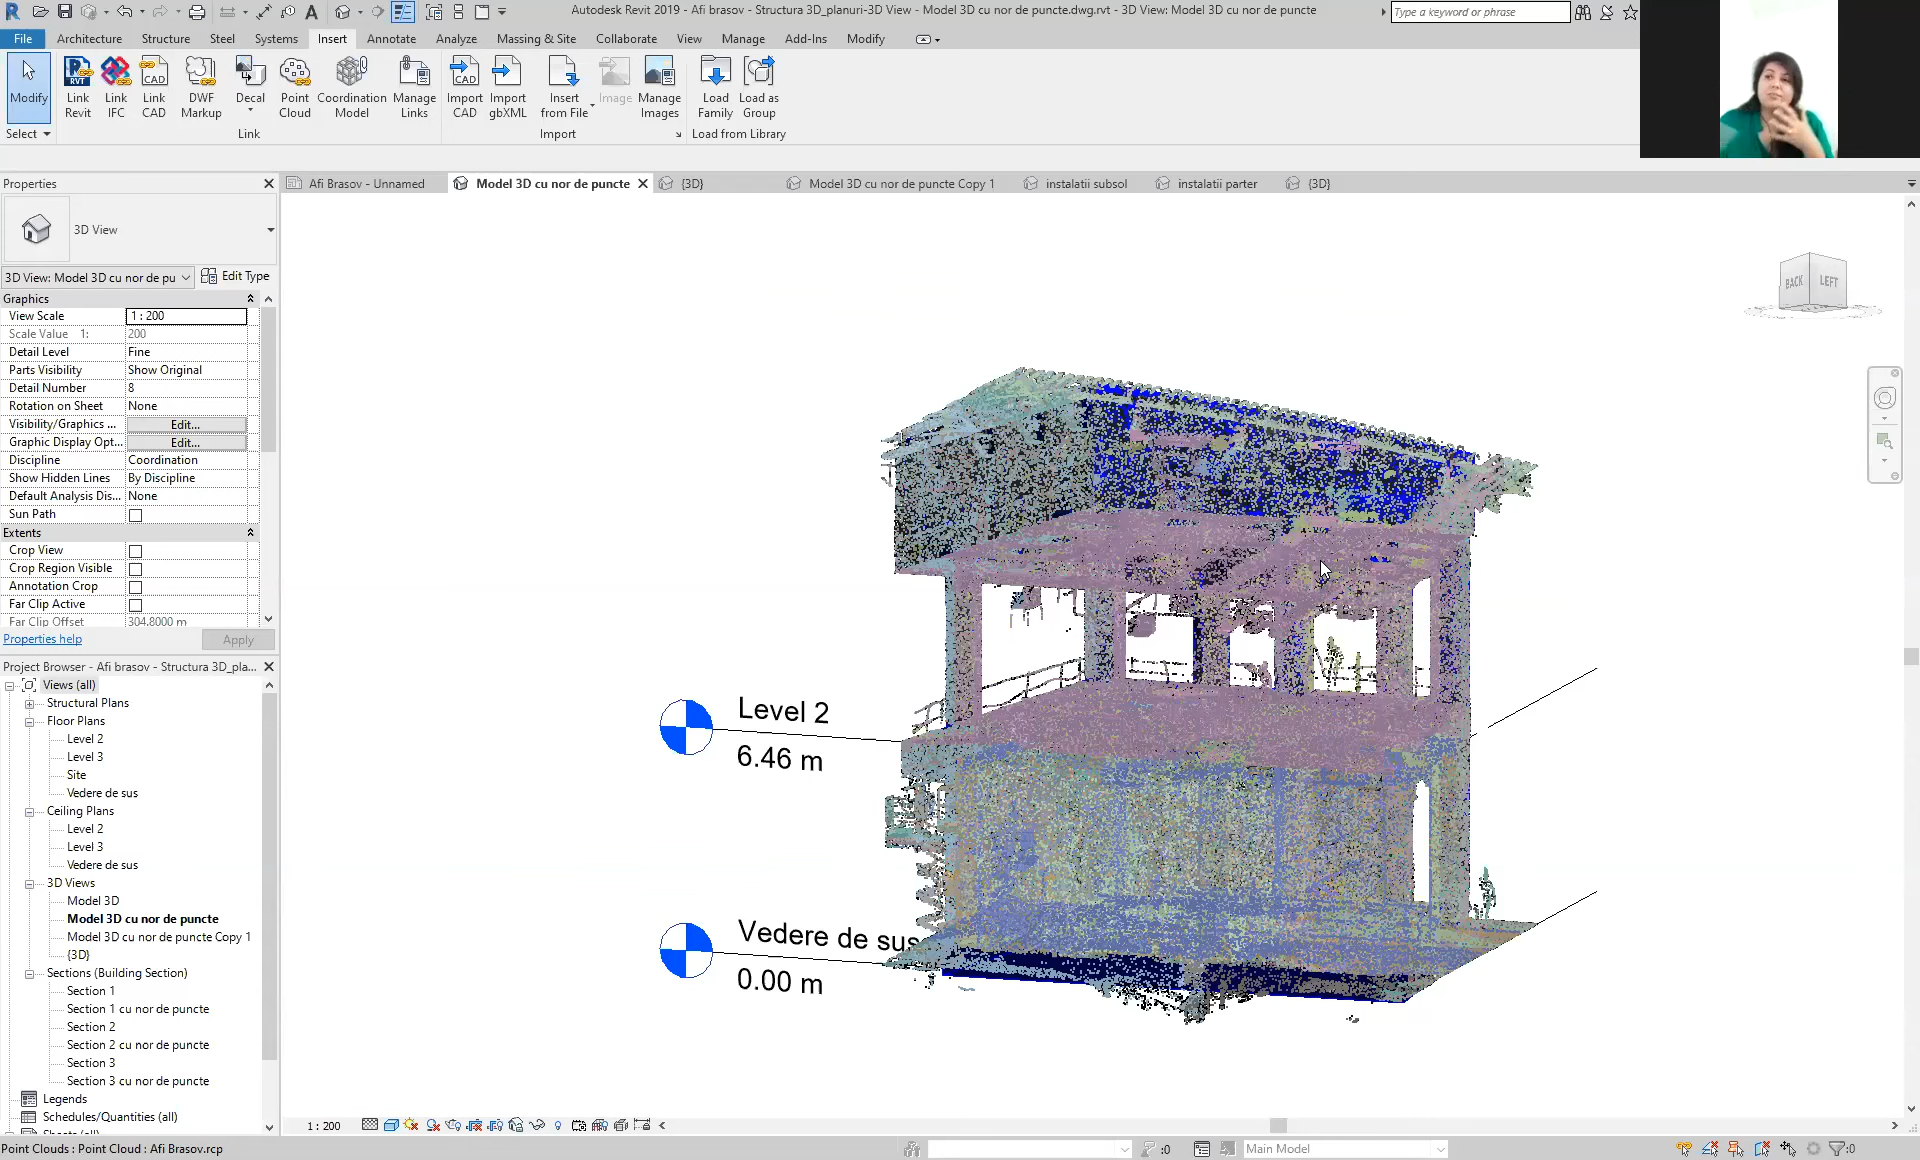 Autodesk Revit 2019 - Afi brasov - Structura 3D_planuri-3D View - Model 3D cu nor de puncte.dwg.rvt - 3D View: Model 3D cu nor de puncte
Type a keyword or phrase
File Architecture Structure Steel Systems Insert Annotate Analyze Massing & Site Collaborate View Manage Add-Ins Modify
Modify
Link Revit
Link IFC
Link CAD
DWF Markup
Decal
Point Cloud
Coordination Model
Manage Links
Import CAD
Import gbXML
Insert from File
Image
Manage Images
Load Family
Load as Group
Select
Link
Import
Load from Library
Properties
Afi Brasov - Unnamed
Model 3D cu nor de puncte
{3D}
Model 3D cu nor de puncte Copy 1
instalatii subsol
instalatii parter
{3D}
3D View
3D View: Model 3D cu nor de pu
Edit Type
Graphics
View Scale 1 : 200
Scale Value 1: 200
Detail Level Fine
Parts Visibility Show Original
Detail Number 8
Rotation on Sheet None
Visibility/Graphics ... Edit...
Graphic Display Opt... Edit...
Discipline Coordination
Show Hidden Lines By Discipline
Default Analysis Dis... None
Sun Path
Extents
Crop View
Crop Region Visible
Annotation Crop
Far Clip Active
Far Clip Offset 304.8000 m
Properties help
Apply
Project Browser - Afi brasov - Structura 3D_pla...
Views (all)
Structural Plans
Floor Plans
Level 2
Level 3
Site
Vedere de sus
Ceiling Plans
Level 2
Level 3
Vedere de sus
3D Views
Model 3D
Model 3D cu nor de puncte
Model 3D cu nor de puncte Copy 1
{3D}
Sections (Building Section)
Section 1
Section 1 cu nor de puncte
Section 2
Section 2 cu nor de puncte
Section 3
Section 3 cu nor de puncte
Legends
Schedules/Quantities (all)
Sheets (all)
BACK
LEFT
Level 2
6.46 m
Vedere de sus
0.00 m
1 : 200
Point Clouds : Point Cloud : Afi Brasov.rcp
:0
Main Model
:0